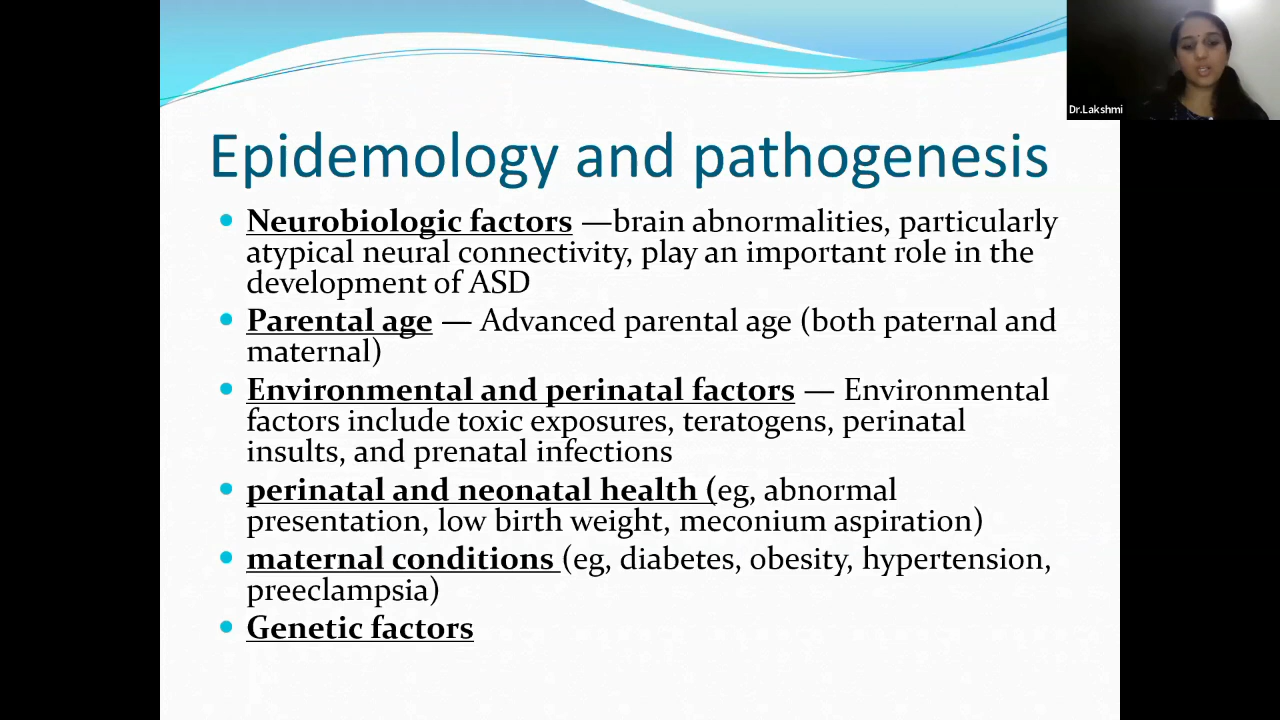 Dr.Lakshmi
Epidemology and pathogenesis
• Neurobiologic factors —brain abnormalities, particularly
atypical neural connectivity, play an important role in the
development of ASD
• Parental age — Advanced parental age (both paternal and
maternal)
• Environmental and perinatal factors — Environmental
factors include toxic exposures, teratogens, perinatal
insults, and prenatal infections
• perinatal and neonatal health (eg, abnormal
presentation, low birth weight, meconium aspiration)
• maternal conditions (eg, diabetes, obesity, hypertension,
preeclampsia)
• Genetic factors